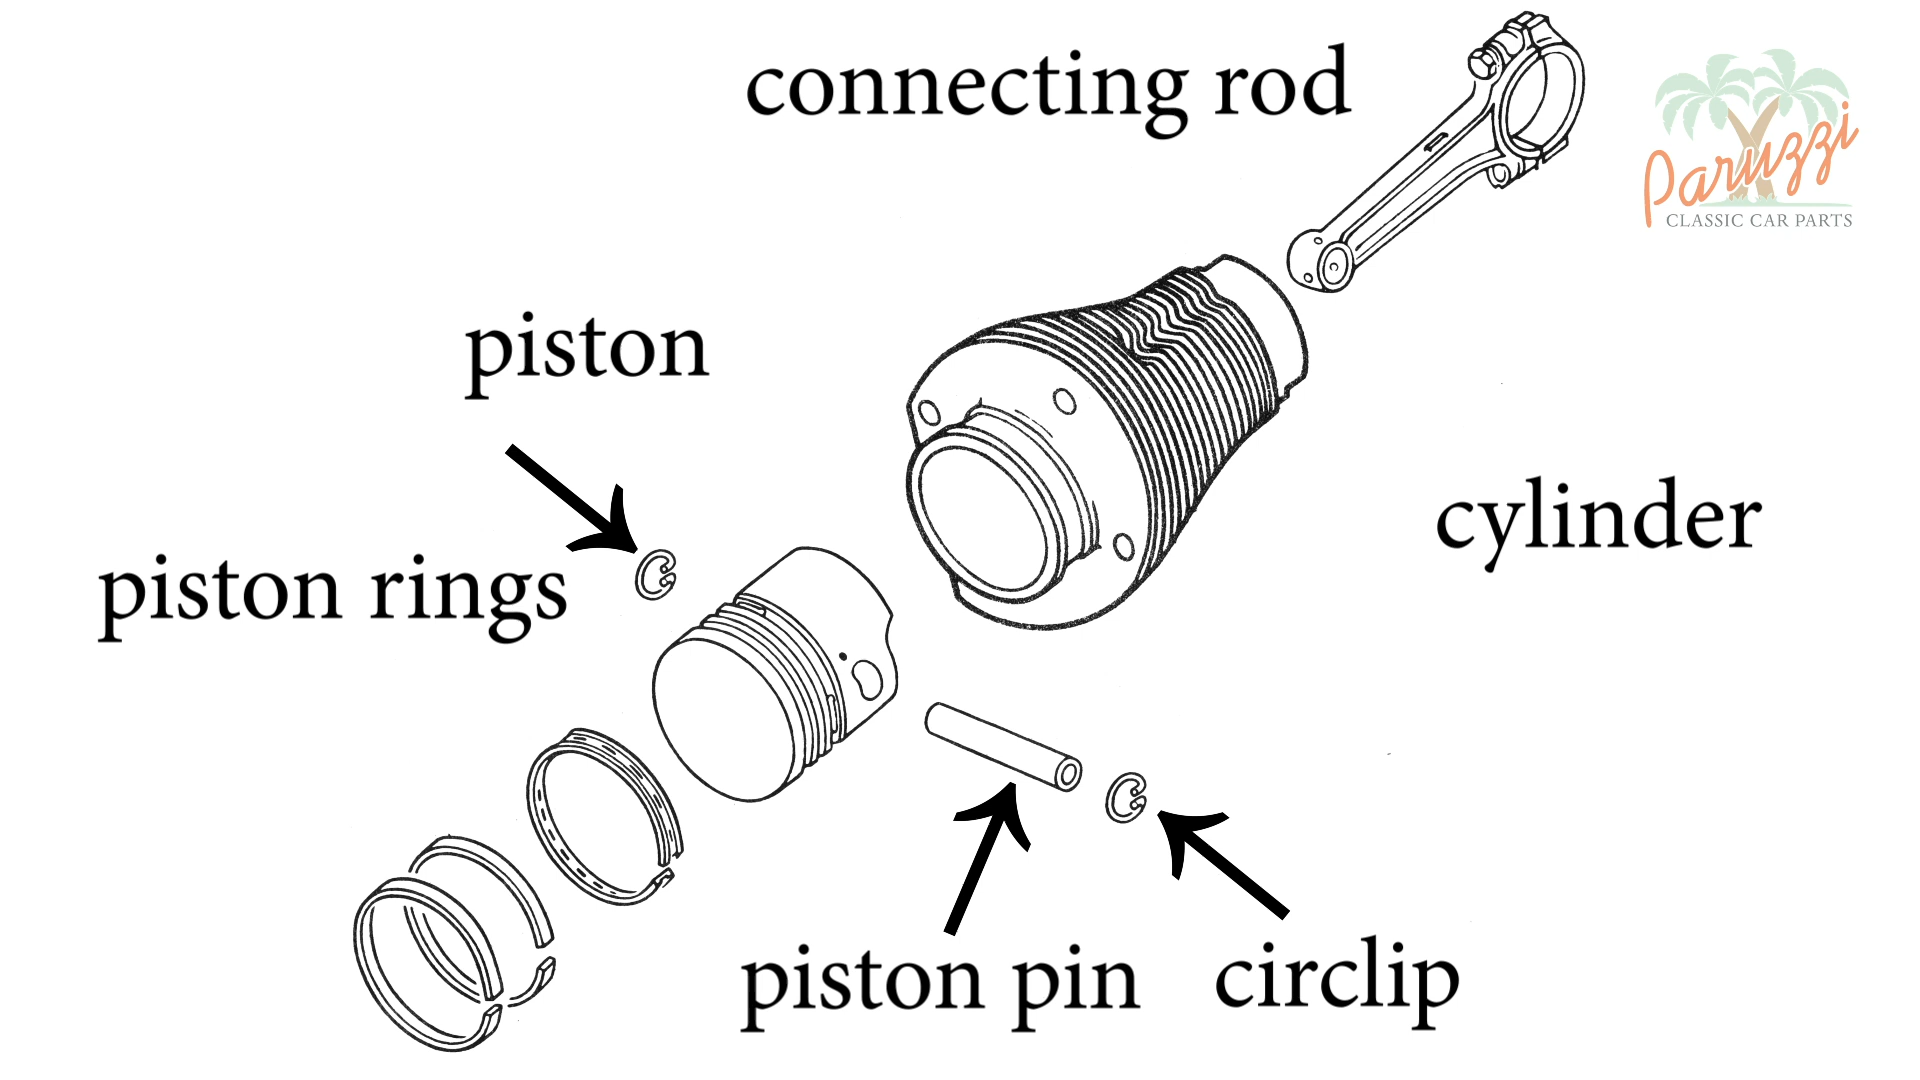 connecting rod
Paruzzi
CLASSIC CAR PARTS
piston
cylinder
piston rings
piston pin
circlip